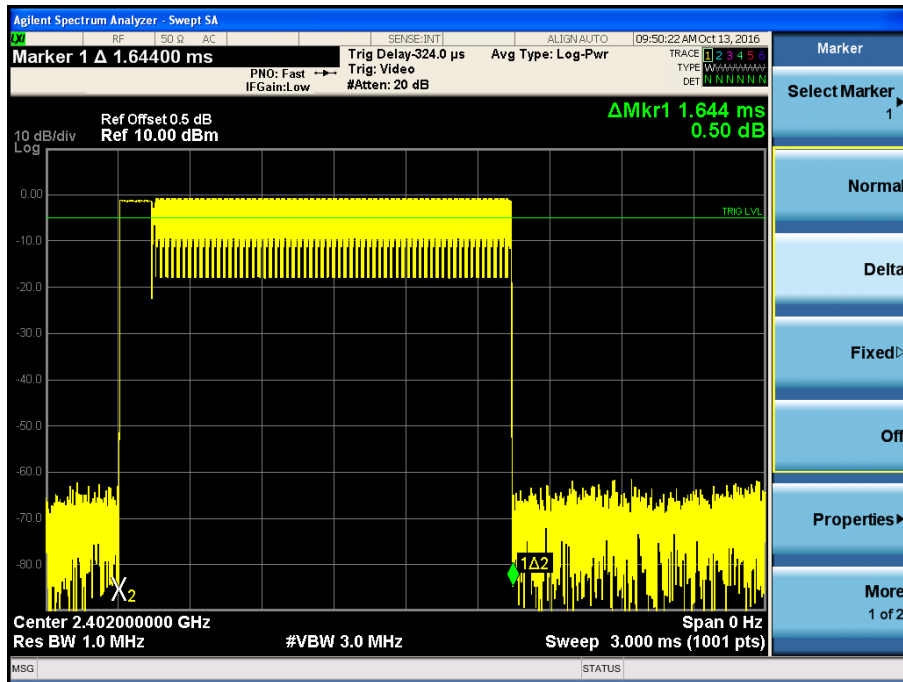 Agilent Spectrum Analyzer - Swept SA
LXI RF 50 Ω AC SENSE:INT ALIGN AUTO 09:50:22 AM Oct 13, 2016
Marker 1 Δ 1.64400 ms
PNO: Fast
IFGain:Low
Trig Delay-324.0 µs
Trig: Video
#Atten: 20 dB
Avg Type: Log-Pwr
TRACE 1 2 3 4 5 6
TYPE WWWWWWW
DET N N N N N N
ΔMkr1 1.644 ms
0.50 dB
Ref Offset 0.5 dB
10 dB/div Ref 10.00 dBm
Log
0.00
TRIG LVL
-10.0
-20.0
-30.0
-40.0
-50.0
-60.0
-70.0
-80.0
1Δ2
X2
Center 2.402000000 GHz Span 0 Hz
Res BW 1.0 MHz #VBW 3.0 MHz Sweep 3.000 ms (1001 pts)
MSG STATUS
Marker
Select Marker
1
Normal
Delta
Fixed
Off
Properties
More
1 of 2